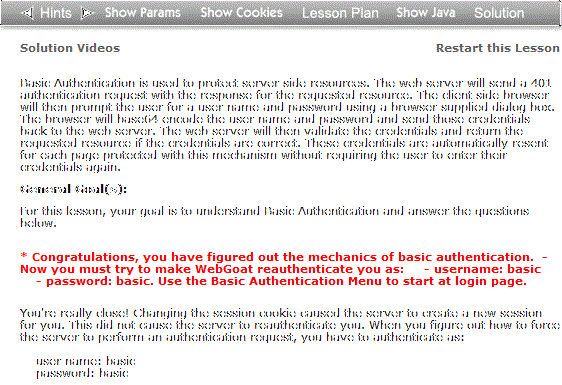 Hints Show Params Show Cookies Lesson Plan Show Java Solution
Solution Videos Restart this Lesson
Basic Authentication is used to protect server side resources. The web server will send a 401
authentication request with the response for the requested resource. The client side browser
will then prompt the user for a user name and password using a browser supplied dialog box.
The browser will base64 encode the user name and password and send those credentials
back to the web server. The web server will then validate the credentials and return the
requested resource if the credentials are correct. These credentials are automatically resent
for each page protected with this mechanism without requiring the user to enter their
credentials again.
General Goal(s):
For this lesson, your goal is to understand Basic Authentication and answer the questions
below.
* Congratulations, you have figured out the mechanics of basic authentication. -
Now you must try to make WebGoat reauthenticate you as: - username: basic
- password: basic. Use the Basic Authentication Menu to start at login page.
You're really close! Changing the session cookie caused the server to create a new session
for you. This did not cause the server to reauthenticate you. When you figure out how to force
the server to perform an authentication request, you have to authenticate as:
user name: basic
password: basic